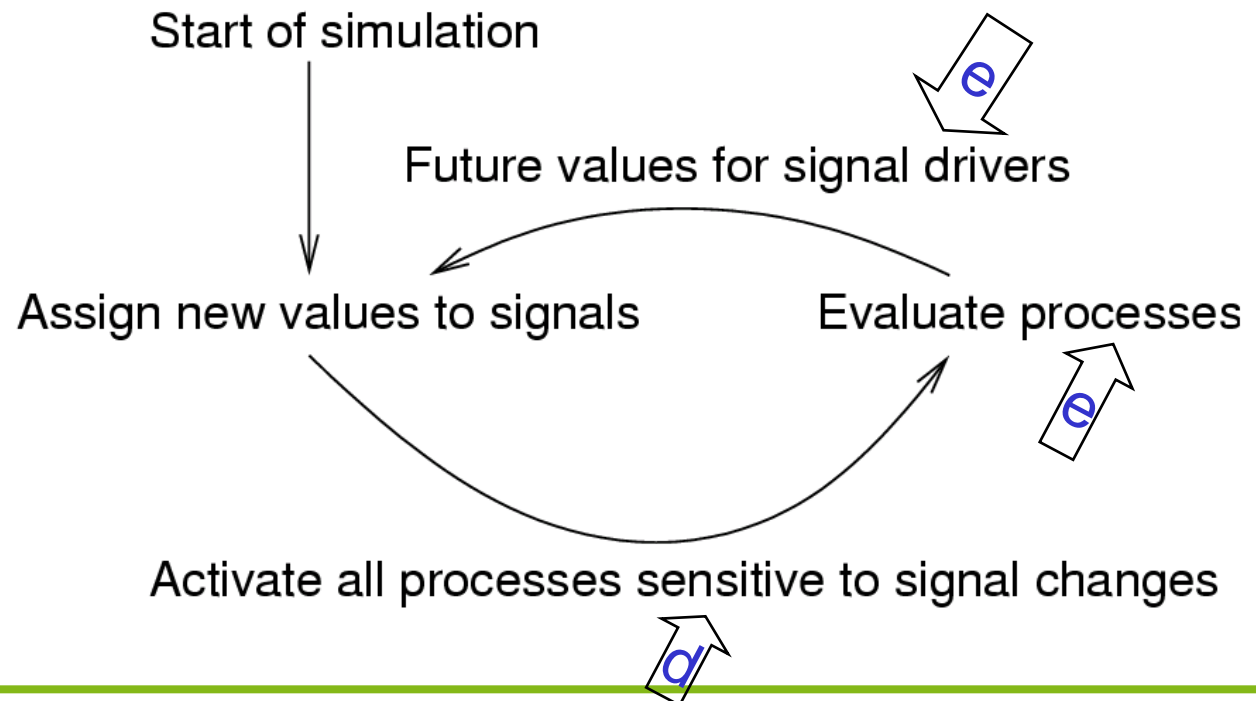 Start of simulation
e
Future values for signal drivers
Assign new values to signals
Evaluate processes
e
Activate all processes sensitive to signal changes
d